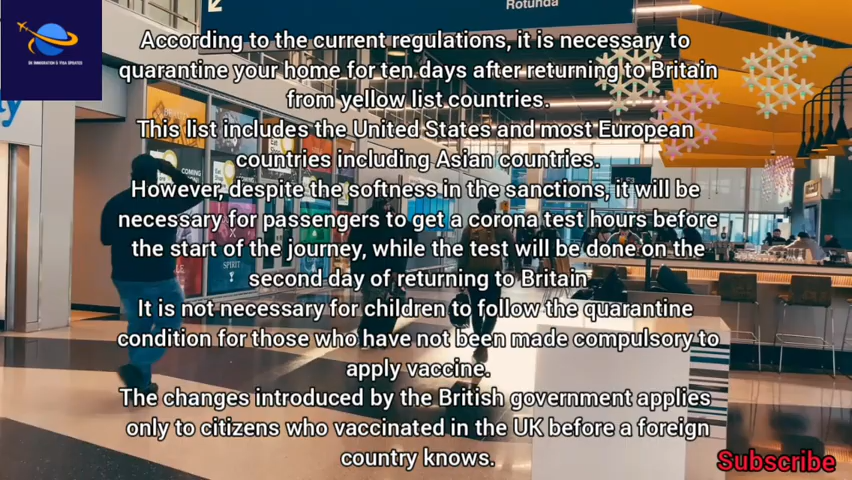 Rotunda
UK IMMIGRATION & VISA UPDATES
According to the current regulations, it is necessary to
quarantine your home for ten days after returning to Britain
from yellow list countries.
This list includes the United States and most European
countries including Asian countries.
However, despite the softness in the sanctions, it will be
necessary for passengers to get a corona test hours before
the start of the journey, while the test will be done on the
second day of returning to Britain
It is not necessary for children to follow the quarantine
condition for those who have not been made compulsory to
apply vaccine.
The changes introduced by the British government applies
only to citizens who vaccinated in the UK before a foreign
country knows.
COMING
SPIRIT
Subscribe